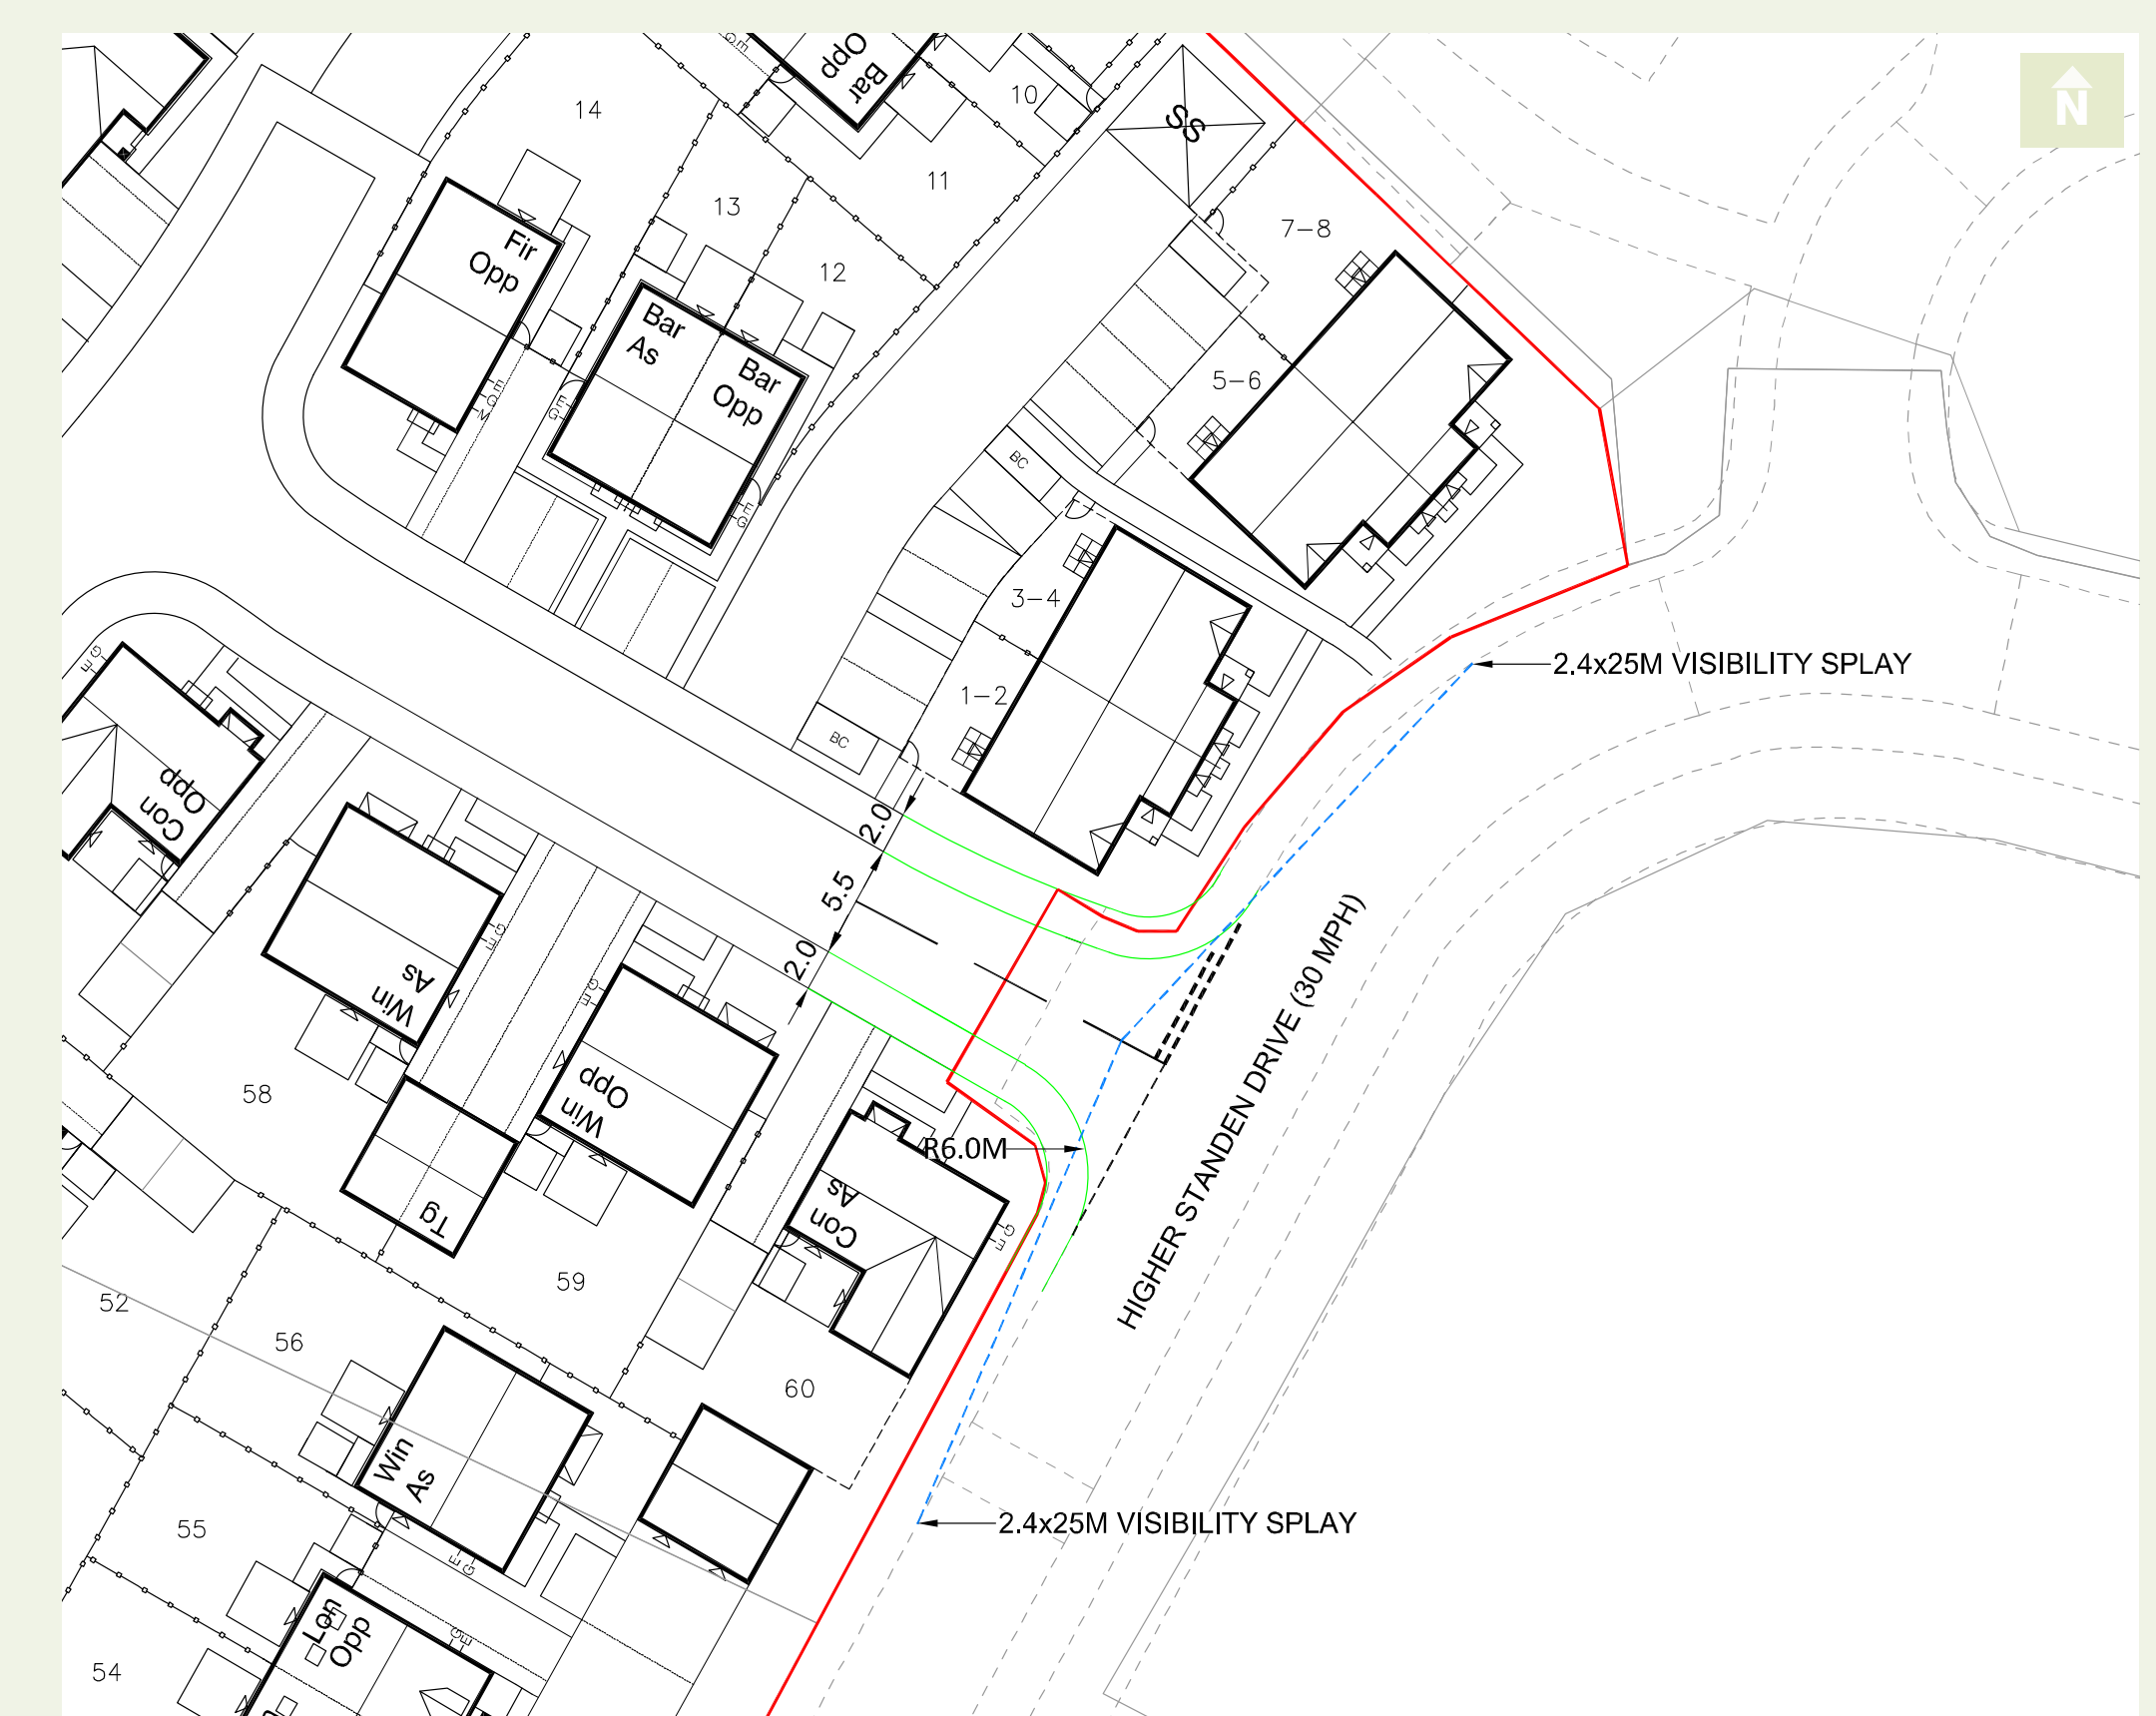 Opp
Bar
10
SS
N
14
11
13
7-8
Fir
Opp
12
Bar
As
Bar
Opp
5-6
E
G
M
E
G
E
G
BC
3-4
1-2
2.4x25M VISIBILITY SPLAY
G
E
BC
Con
Opp
2.0
5.5
2.0
Win
As
G
E
G
E
HIGHER STANDEN DRIVE (30 MPH)
Win
Opp
58
R6.0M
Tg
Con
As
G
E
59
52
56
60
Win
As
55
2.4x25M VISIBILITY SPLAY
E
G
Lon
Opp
G
E
54